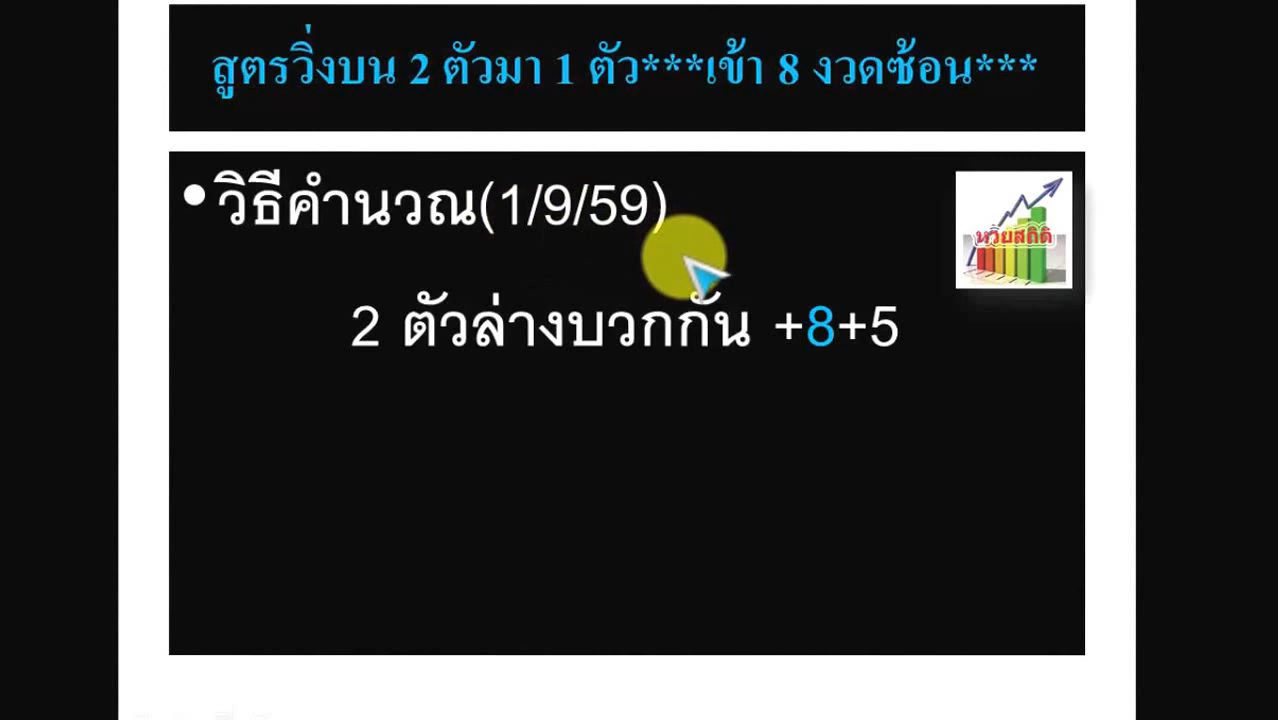 สูตรวิ่งบน 2 ตัวมา 1 ตัว***เข้า 8 งวดซ้อน***
•วิธีคำนวณ(1/9/59)
หวยสถิติ
2 ตัวล่างบวกกัน +8+5